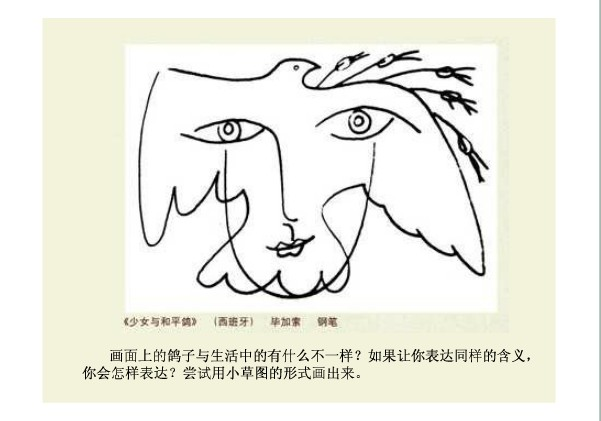 《少女与和平鸽》 (西班牙) 毕加索 钢笔
画面上的鸽子与生活中的有什么不一样？如果让你表达同样的含义，
你会怎样表达？尝试用小草图的形式画出来。